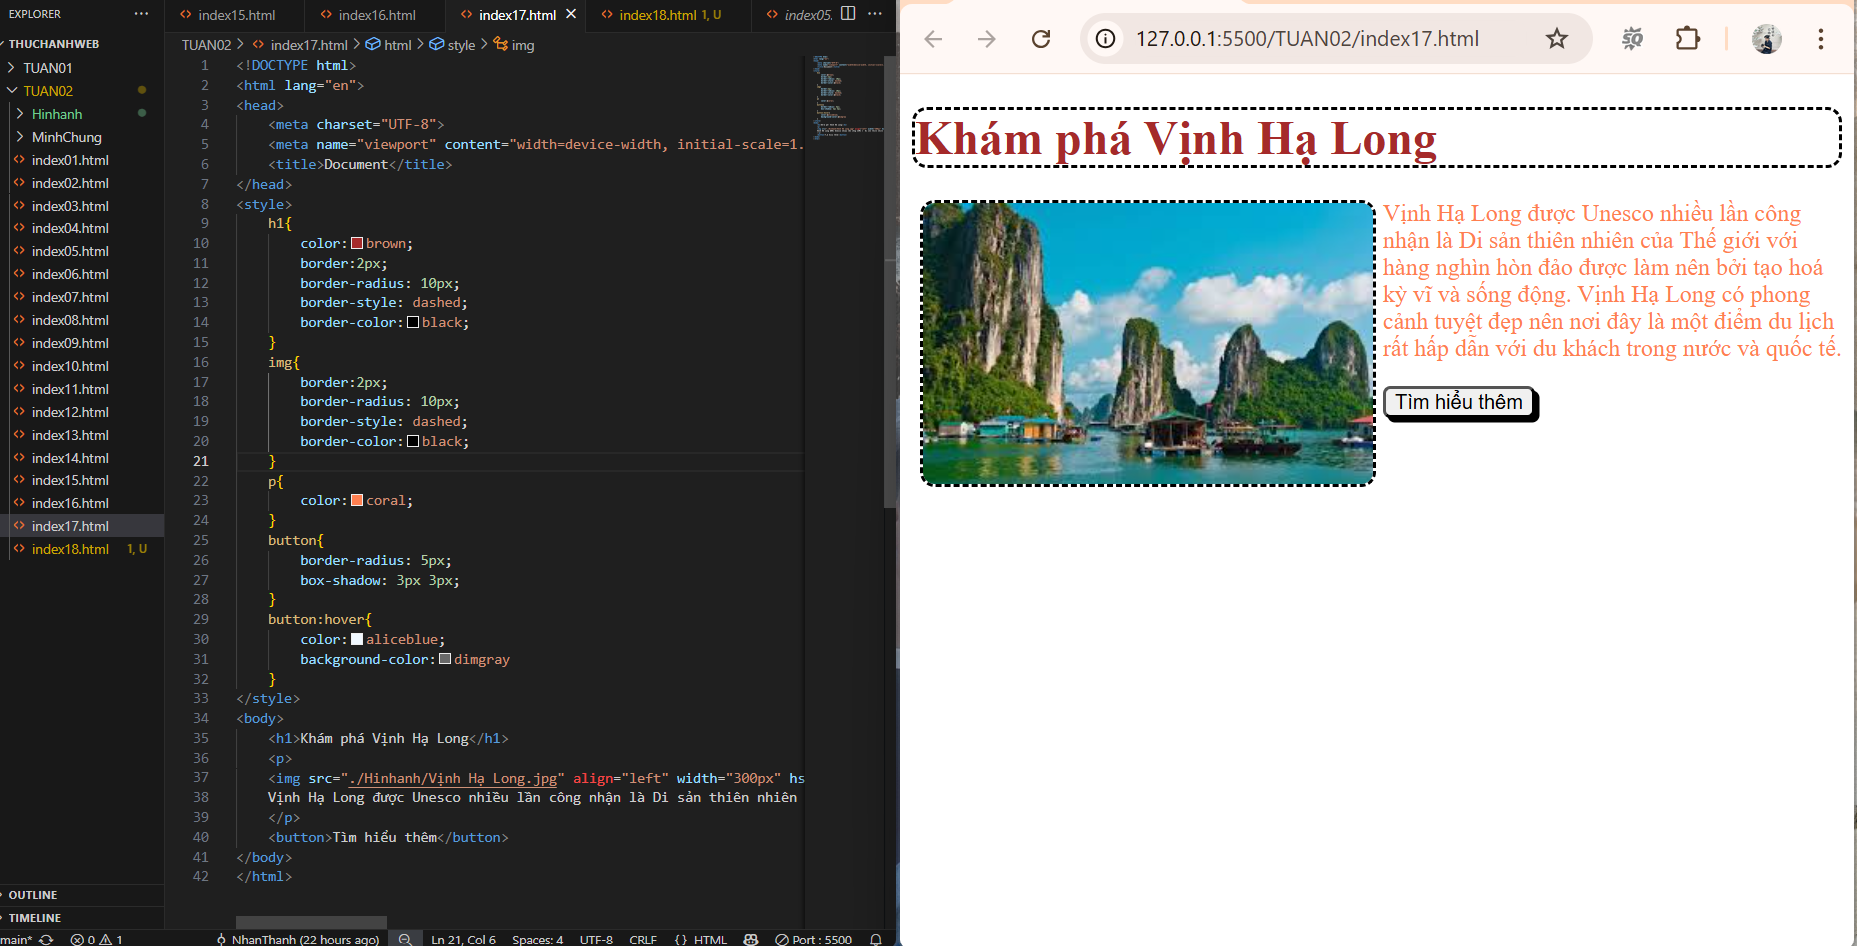 EXPLORER
THUCHANHWEB
TUAN01
TUAN02
Hinhanh
MinhChung
index01.html
index02.html
index03.html
index04.html
index05.html
index06.html
index07.html
index08.html
index09.html
index10.html
index11.html
index12.html
index13.html
index14.html
index15.html
index16.html
index17.html
index18.html 1, U
OUTLINE
TIMELINE
index15.html index16.html index17.html index18.html 1, U index05.
TUAN02 > index17.html > html > style > img
1 <!DOCTYPE html>
2 <html lang="en">
3 <head>
4 <meta charset="UTF-8">
5 <meta name="viewport" content="width=device-width, initial-scale=1.
6 <title>Document</title>
7 </head>
8 <style>
9 h1{
10 color: brown;
11 border:2px;
12 border-radius: 10px;
13 border-style: dashed;
14 border-color: black;
15 }
16 img{
17 border:2px;
18 border-radius: 10px;
19 border-style: dashed;
20 border-color: black;
21 }
22 p{
23 color: coral;
24 }
25 button{
26 border-radius: 5px;
27 box-shadow: 3px 3px;
28 }
29 button:hover{
30 color: aliceblue;
31 background-color: dimgray
32 }
33 </style>
34 <body>
35 <h1>Khám phá Vịnh Hạ Long</h1>
36 <p>
37 <img src="./Hinhanh/Vịnh Hạ Long.jpg" align="left" width="300px" hs
38 Vịnh Hạ Long được Unesco nhiều lần công nhận là Di sản thiên nhiên
39 </p>
40 <button>Tìm hiểu thêm</button>
41 </body>
42 </html>
main* 0 1 NhanThanh (22 hours ago) Ln 21, Col 6 Spaces: 4 UTF-8 CRLF {} HTML Port : 5500
127.0.0.1:5500/TUAN02/index17.html
Khám phá Vịnh Hạ Long
Vịnh Hạ Long được Unesco nhiều lần công
nhận là Di sản thiên nhiên của Thế giới với
hàng nghìn hòn đảo được làm nên bởi tạo hoá
kỳ vĩ và sống động. Vịnh Hạ Long có phong
cảnh tuyệt đẹp nên nơi đây là một điểm du lịch
rất hấp dẫn với du khách trong nước và quốc tế.
Tìm hiểu thêm